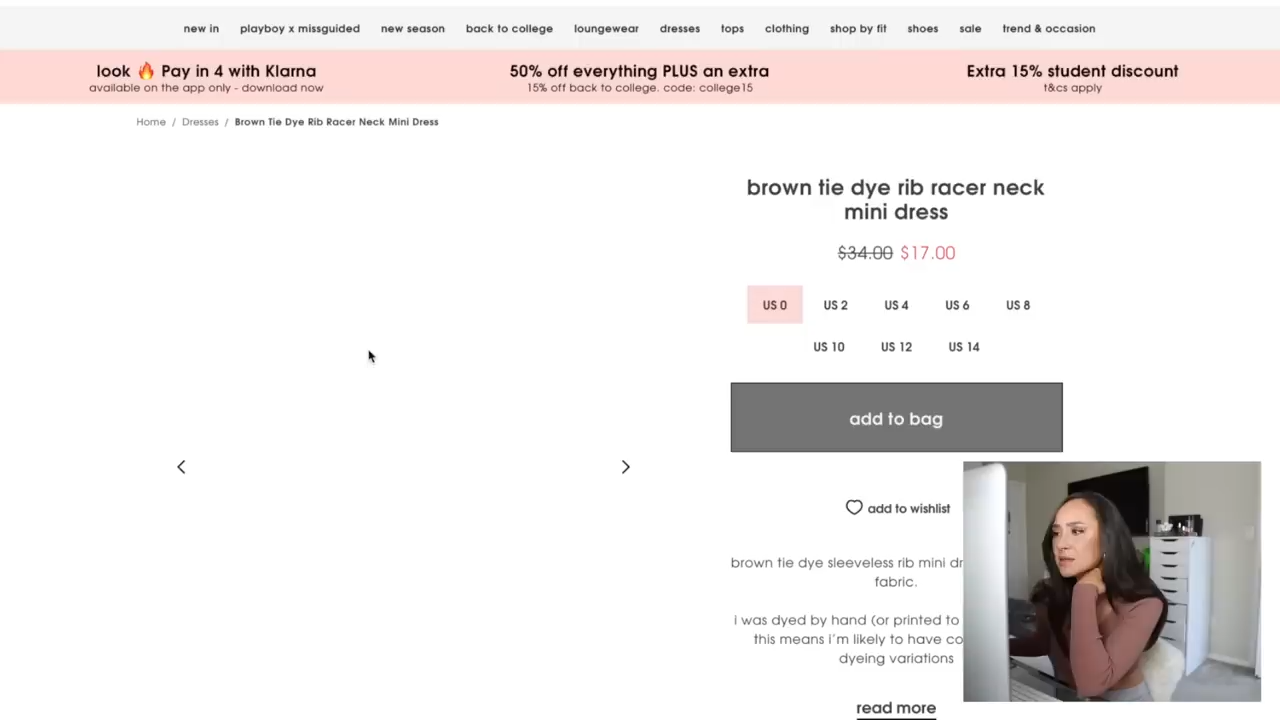 new in playboy x missguided new season back to college loungewear dresses tops clothing shop by fit shoes sale trend & occasion
look 🔥 Pay in 4 with Klarna
available on the app only - download now
50% off everything PLUS an extra
15% off back to college. code: college15
Extra 15% student discount
t&cs apply
Home / Dresses / Brown Tie Dye Rib Racer Neck Mini Dress
brown tie dye rib racer neck
mini dress
$34.00 $17.00
US 0 US 2 US 4 US 6 US 8
US 10 US 12 US 14
add to bag
add to wishlist
brown tie dye sleeveless rib mini
fabric.
i was dyed by hand (or printed to
this means i'm likely to have
dyeing variations
read more